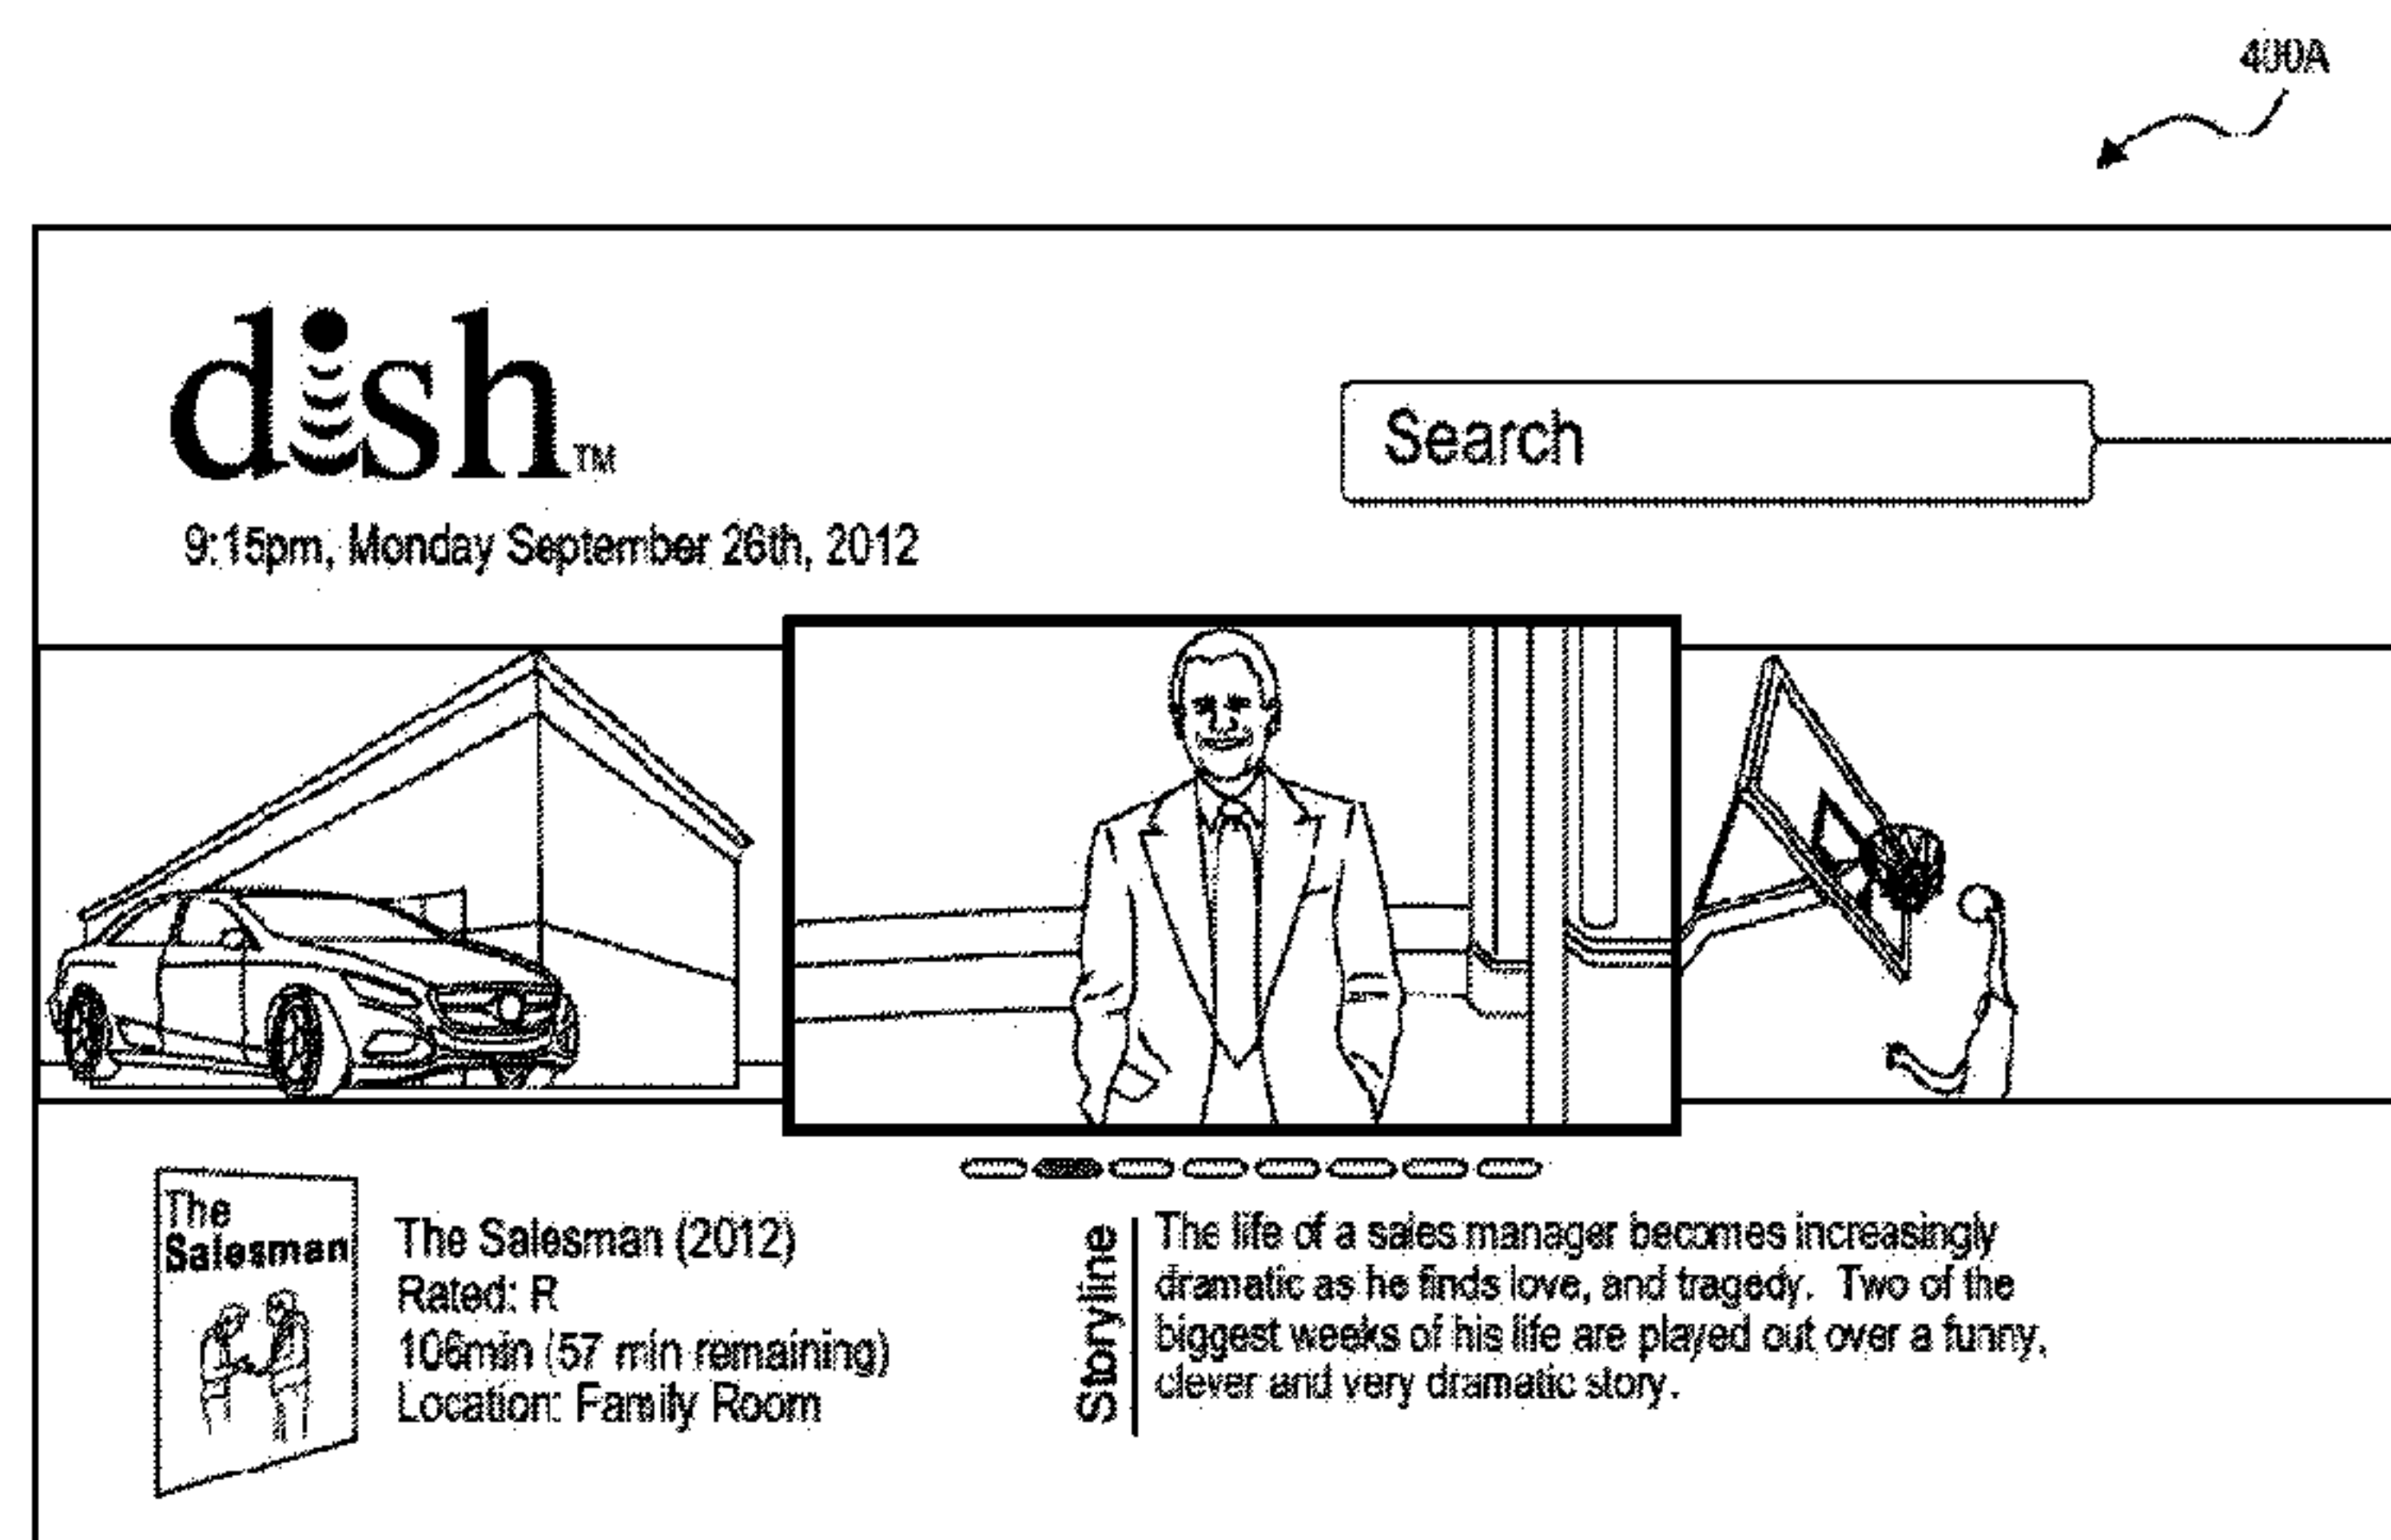 400A
dish™
Search
9:15pm, Monday September 26th, 2012
The
Salesman
The Salesman (2012)
Rated: R
106min (57 min remaining)
Location: Family Room
Storyline
The life of a sales manager becomes increasingly
dramatic as he finds love, and tragedy. Two of the
biggest weeks of his life are played out over a funny,
clever and very dramatic story.